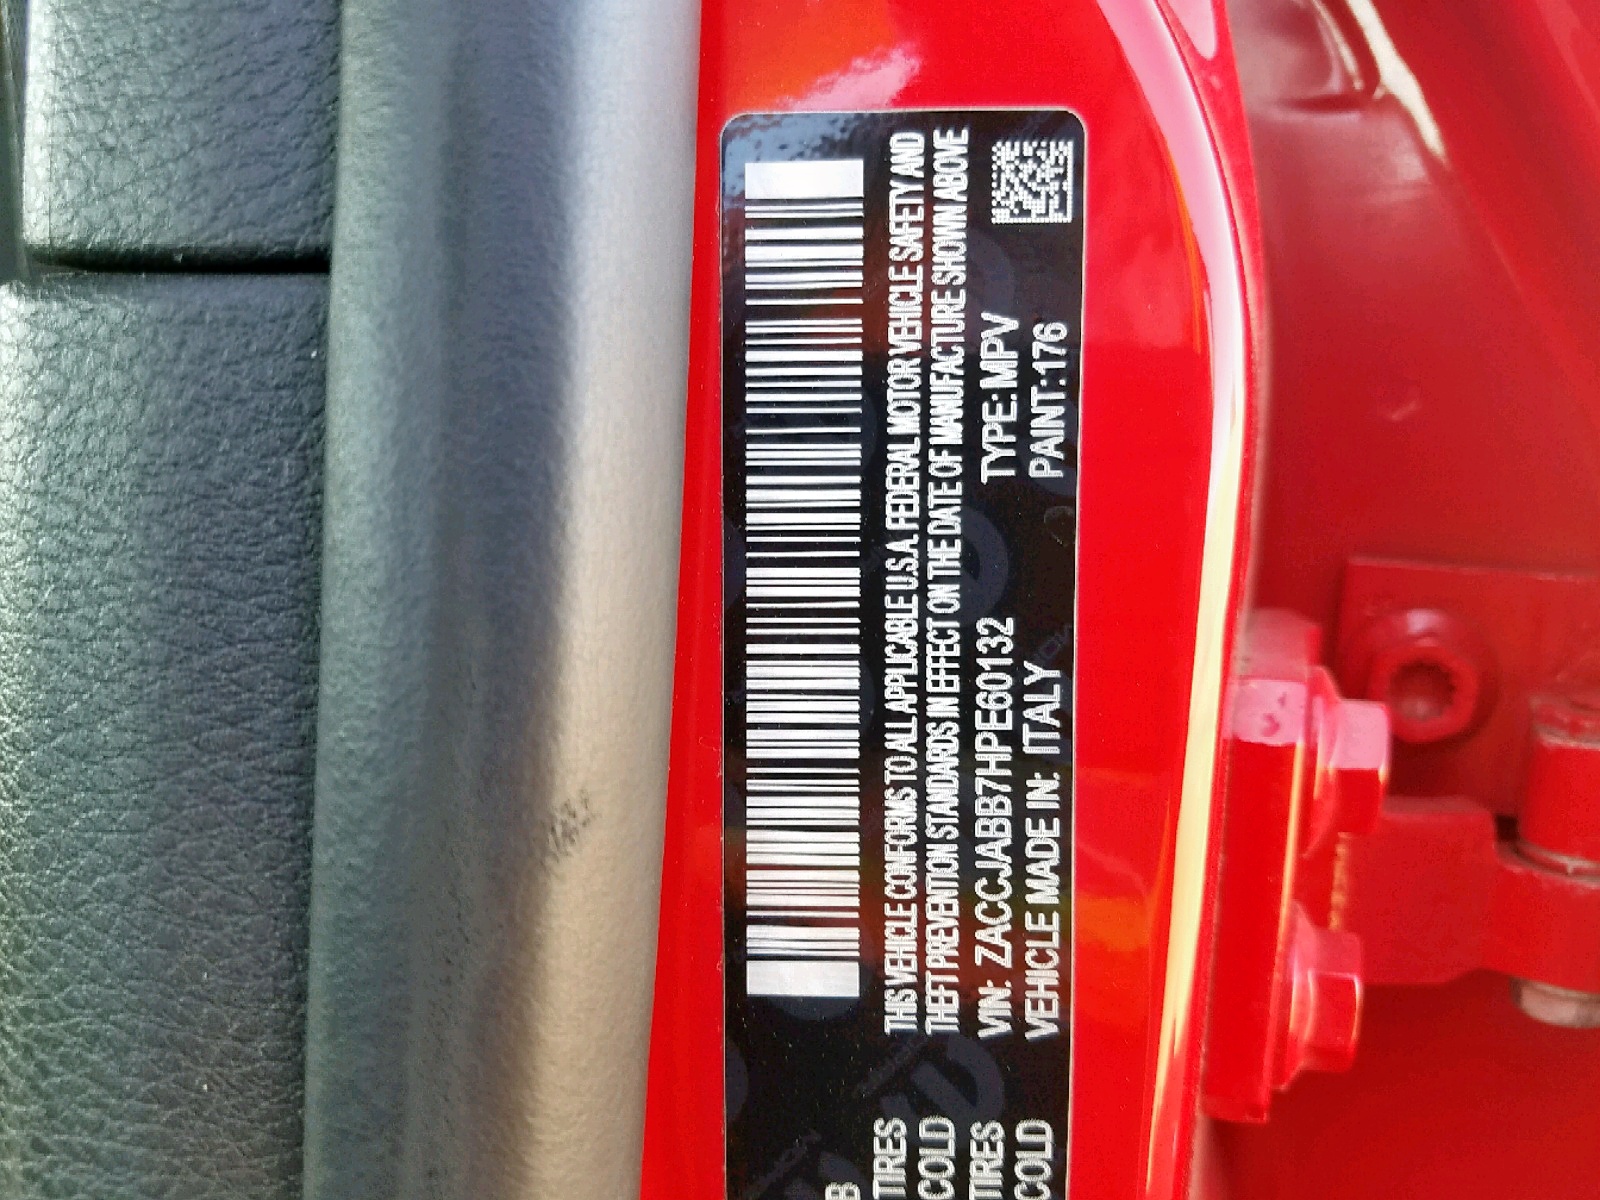 THIS VEHICLE CONFORMS TO ALL APPLICABLE U.S.A. FEDERAL MOTOR VEHICLE SAFETY AND
THEFT PREVENTION STANDARDS IN EFFECT ON THE DATE OF MANUFACTURE SHOWN ABOVE
VIN: ZACCJABB7HPE60132 TYPE: MPV
VEHICLE MADE IN: ITALY PAINT:176
B
TIRES
COLD
TIRES
COLD